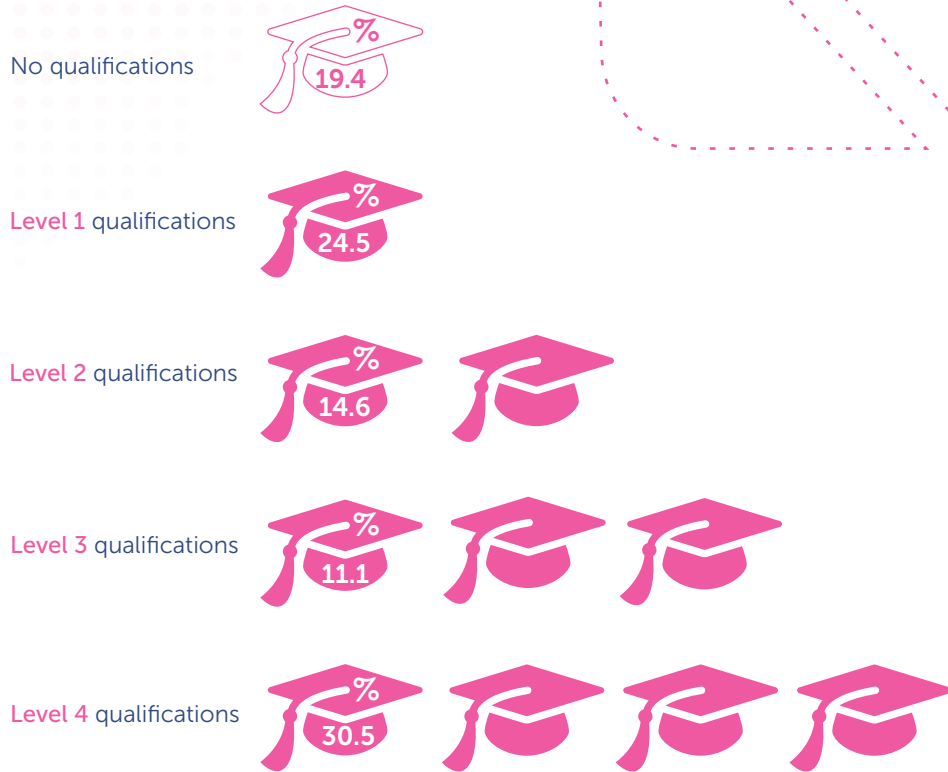 %
No qualifications
19.4
%
Level 1 qualifications
24.5
%
Level 2 qualifications
14.6
%
Level 3 qualifications
11.1
%
Level 4 qualifications
30.5